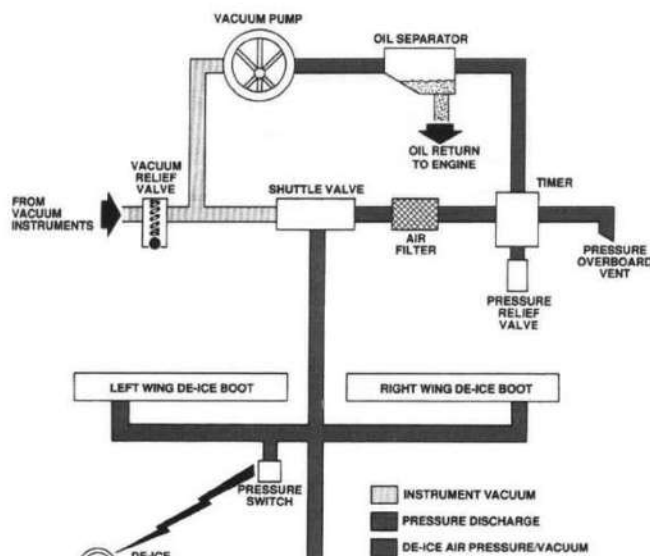 VACUUM PUMP
OIL SEPARATOR
OIL RETURN
TO ENGINE
VACUUM
RELIEF
VALVE
FROM
VACUUM
INSTRUMENTS
SHUTTLE VALVE
AIR
FILTER
TIMER
PRESSURE
OVERBOARD
VENT
PRESSURE
RELIEF
VALVE
LEFT WING DE-ICE BOOT
RIGHT WING DE-ICE BOOT
PRESSURE
SWITCH
INSTRUMENT VACUUM
PRESSURE DISCHARGE
DE-ICE AIR PRESSURE/VACUUM
DE-ICE